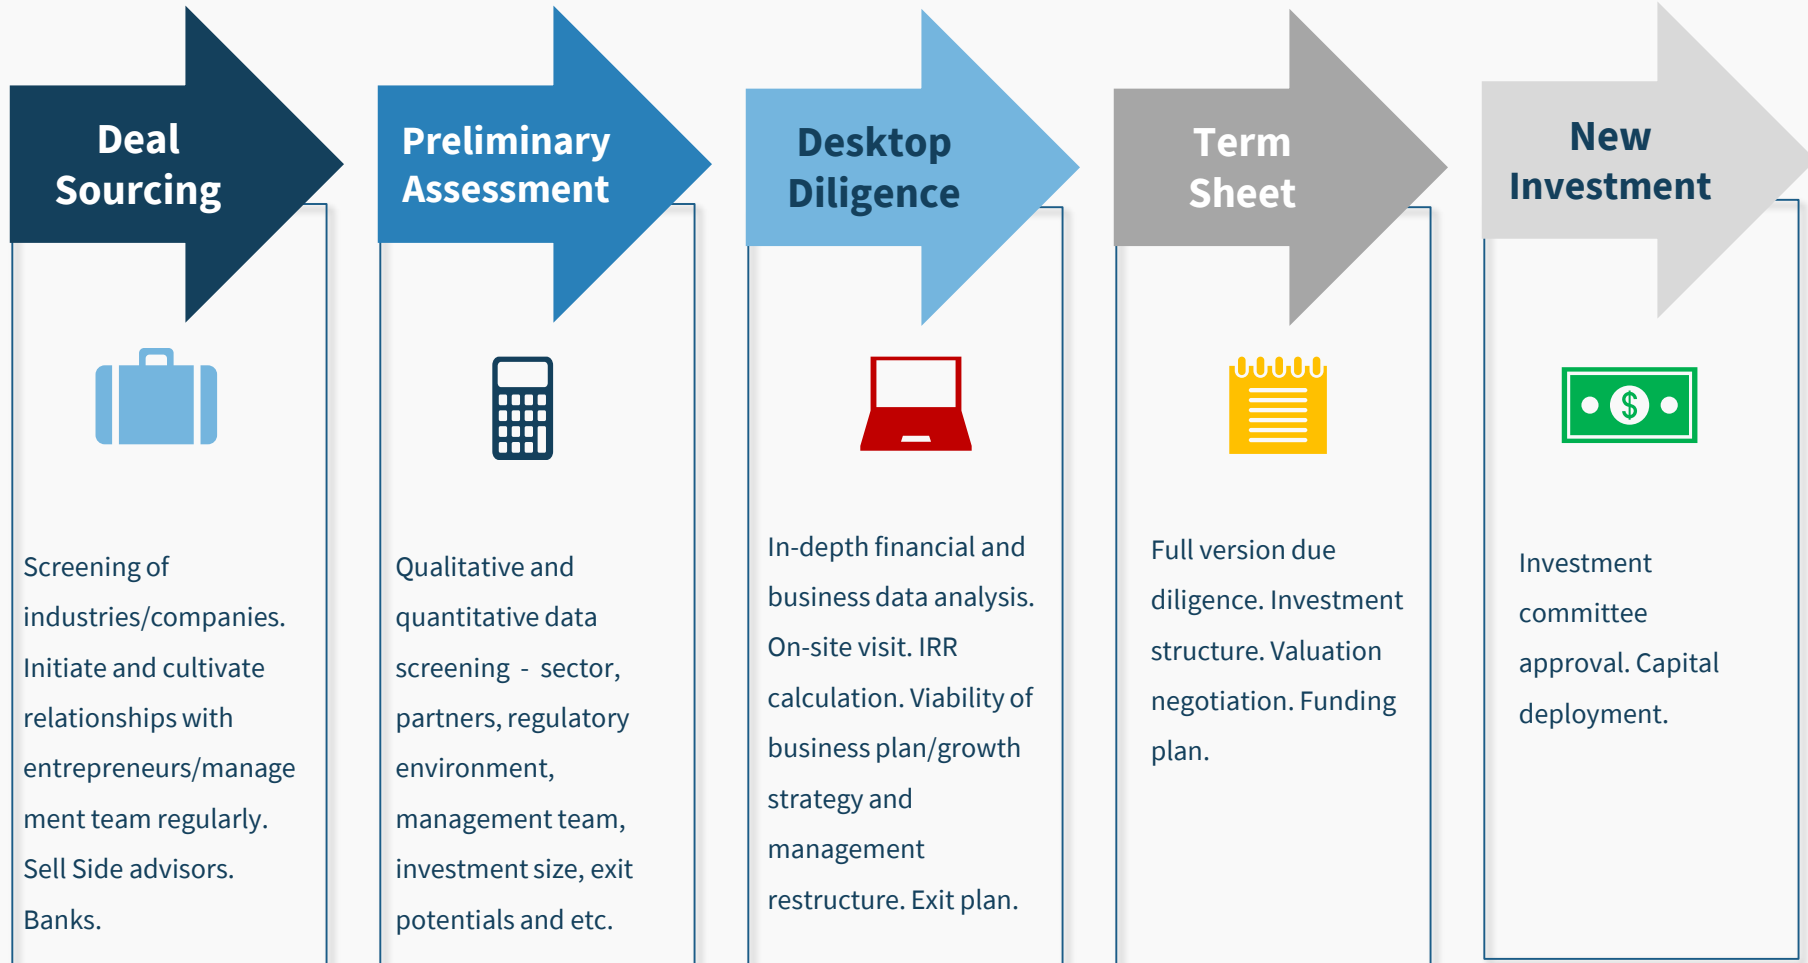 Deal
Sourcing
Preliminary
Assessment
Desktop
Diligence
Term
Sheet
New
Investment
$
Screening of
industries/companies.
Initiate and cultivate
relationships with
entrepreneurs/manage
ment team regularly.
Sell Side advisors.
Banks.
Qualitative and
quantitative data
screening - sector,
partners, regulatory
environment,
management team,
investment size, exit
potentials and etc.
In-depth financial and
business data analysis.
On-site visit. IRR
calculation. Viability of
business plan/growth
strategy and
management
restructure. Exit plan.
Full version due
diligence. Investment
structure. Valuation
negotiation. Funding
plan.
Investment
committee
approval. Capital
deployment.